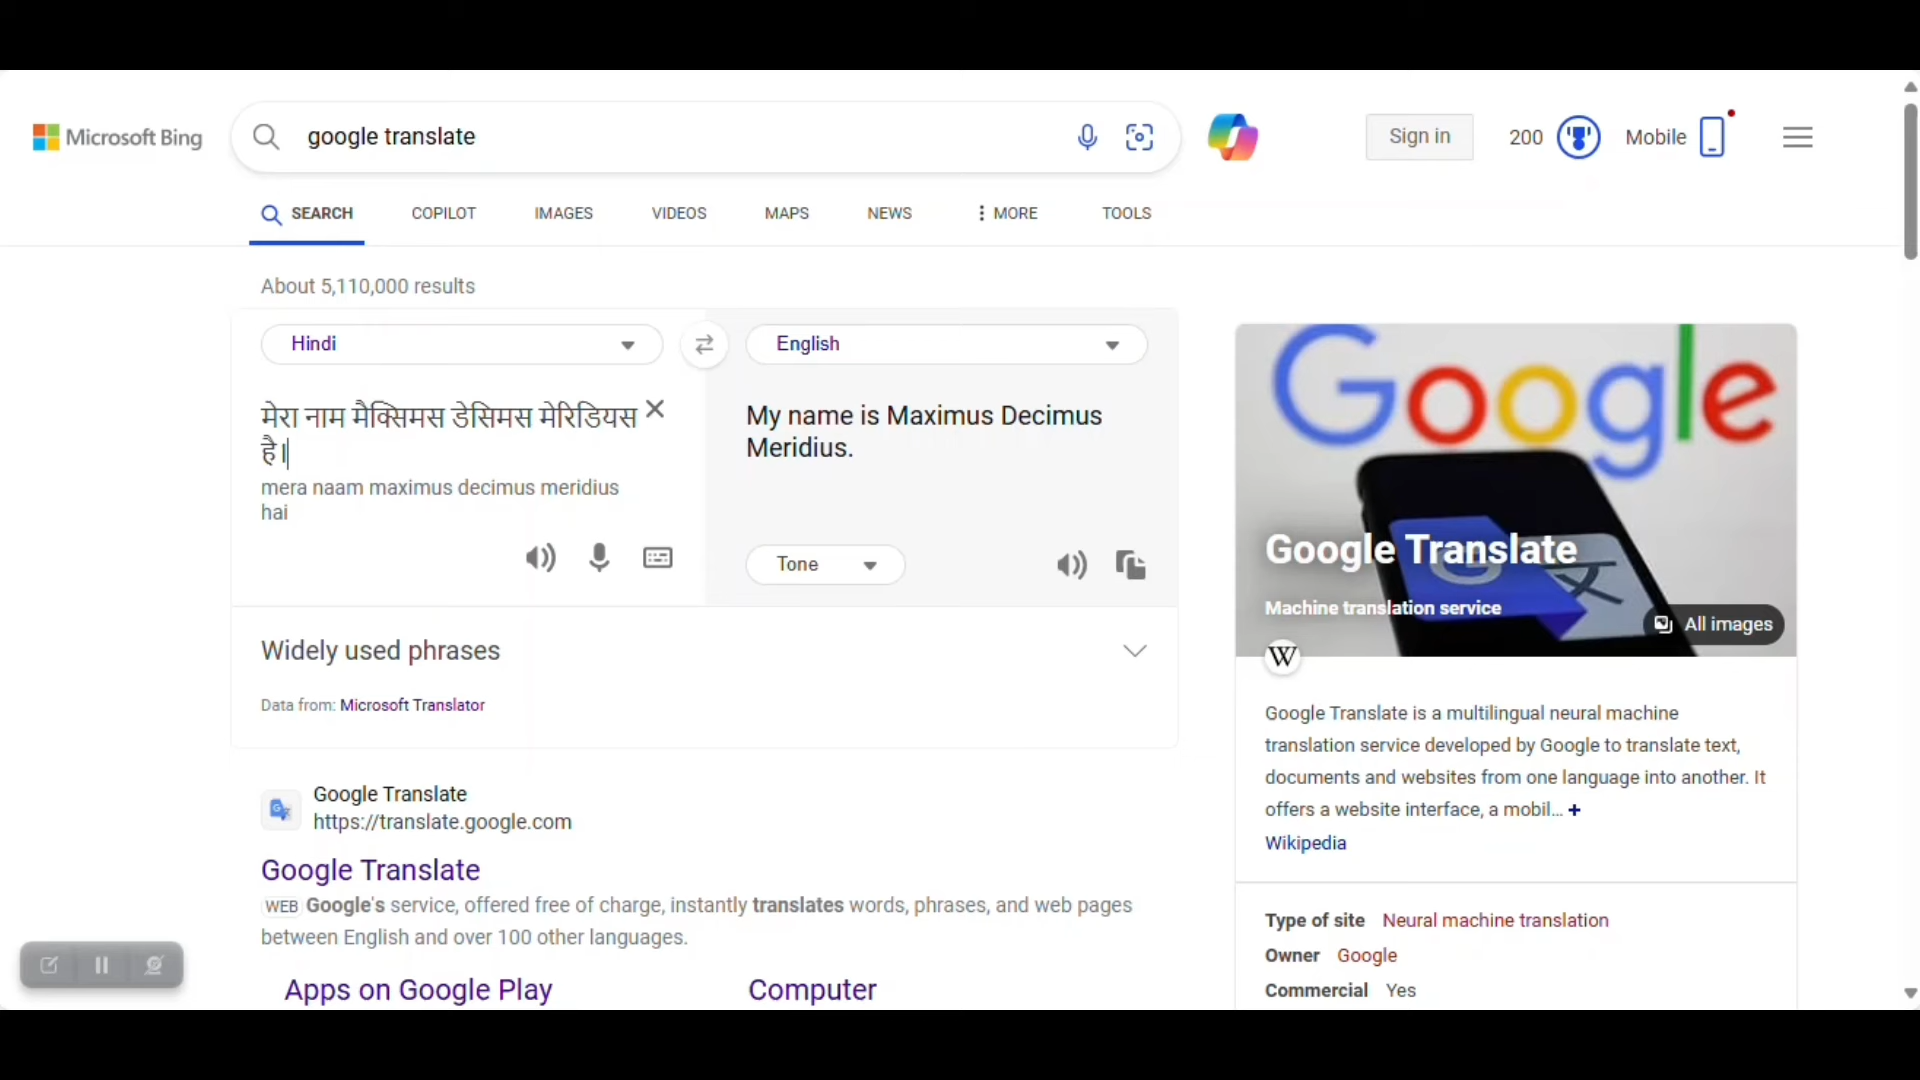 Microsoft Bing
google translate
Sign in
200
Mobile
SEARCH
COPILOT
IMAGES
VIDEOS
MAPS
NEWS
MORE
TOOLS
About 5,110,000 results
Hindi
English
मेरा नाम मैक्सिमस डेसिमस मेरिडियस
है।
mera naam maximus decimus meridius
hai
My name is Maximus Decimus
Meridius.
Tone
Widely used phrases
Data from: Microsoft Translator
Google Translate
https://translate.google.com
Google Translate
WEB Google's service, offered free of charge, instantly translates words, phrases, and web pages
between English and over 100 other languages.
Apps on Google Play
Computer
Google
G
文
Google Translate
Machine translation service
All images
W
Google Translate is a multilingual neural machine
translation service developed by Google to translate text,
documents and websites from one language into another. It
offers a website interface, a mobil... +
Wikipedia
Type of site Neural machine translation
Owner Google
Commercial Yes